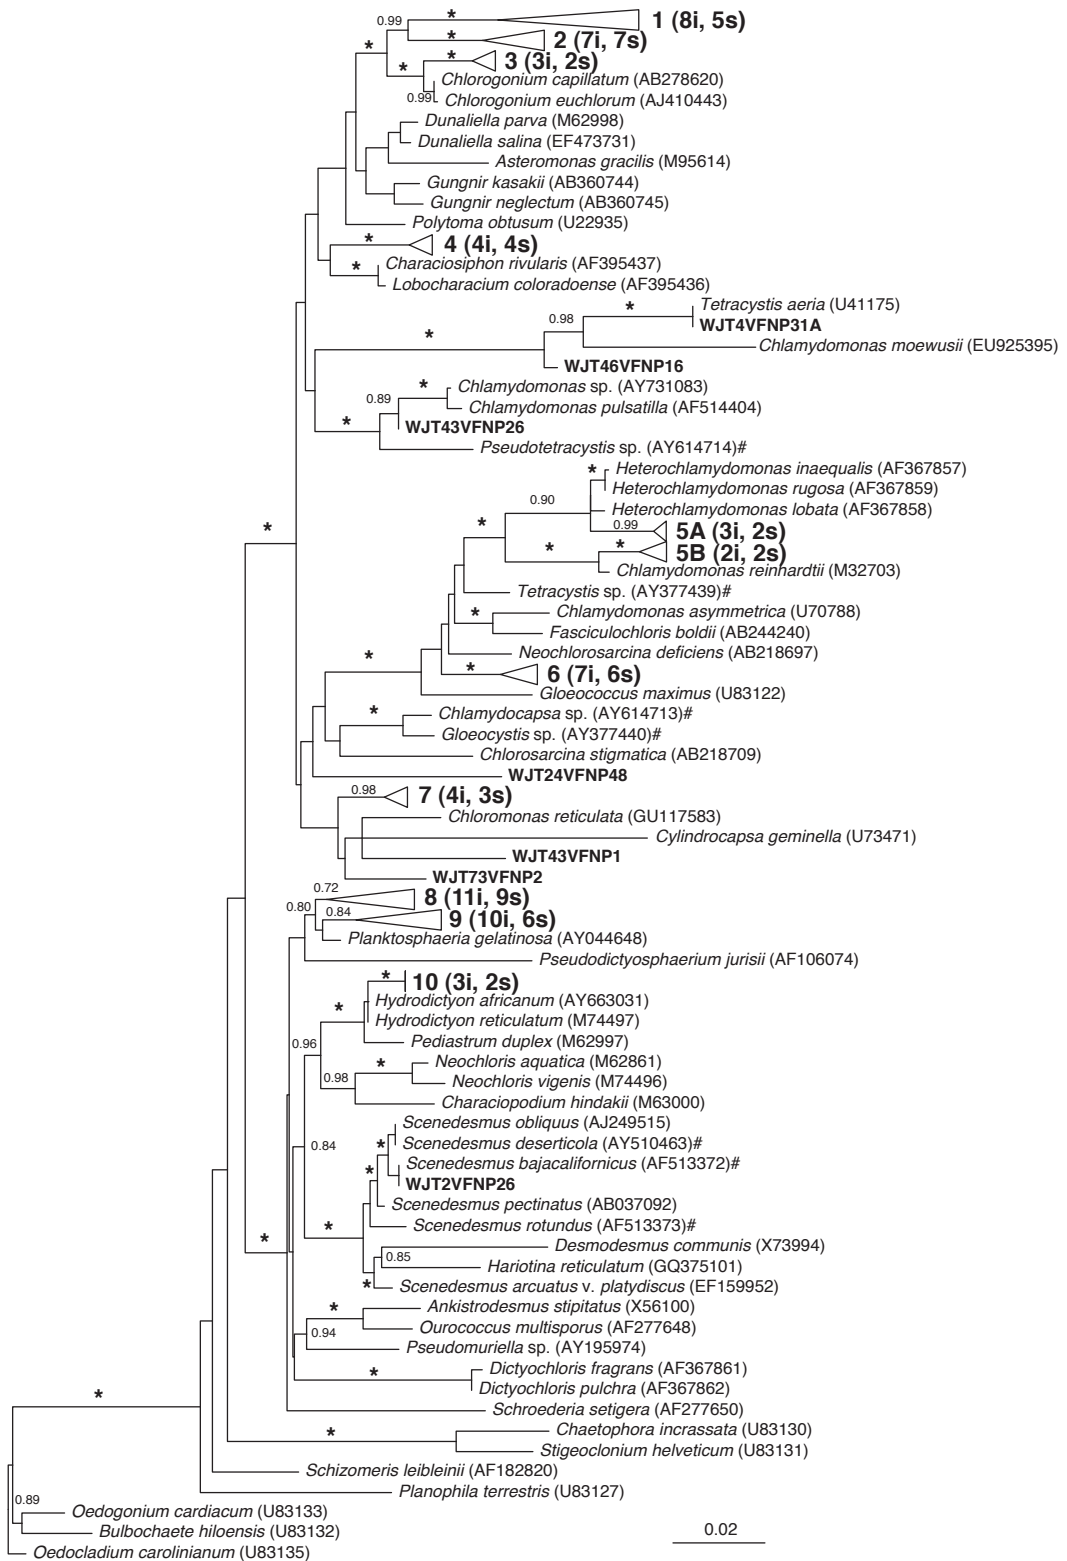 * 1 (8i, 5s)
0.99
* 2 (7i, 7s)
*
* 3 (3i, 2s)
*
Chlorogonium capillatum (AB278620)
0.99 Chlorogonium euchlorum (AJ410443)
Dunaliella parva (M62998)
Dunaliella salina (EF473731)
Asteromonas gracilis (M95614)
Gungnir kasakii (AB360744)
Gungnir neglectum (AB360745)
Polytoma obtusum (U22935)
* 4 (4i, 4s)
* Characiosiphon rivularis (AF395437)
Lobocharacium coloradoense (AF395436)
* Tetracystis aeria (U41175)
0.98 WJT4VFNP31A
* Chlamydomonas moewusii (EU925395)
WJT46VFNP16
* Chlamydomonas sp. (AY731083)
0.89 Chlamydomonas pulsatilla (AF514404)
* WJT43VFNP26
Pseudotetracystis sp. (AY614714)#
* Heterochlamydomonas inaequalis (AF367857)
Heterochlamydomonas rugosa (AF367859)
0.90 Heterochlamydomonas lobata (AF367858)
* 0.99 5A (3i, 2s)
* * 5B (2i, 2s)
* Chlamydomonas reinhardtii (M32703)
Tetracystis sp. (AY377439)#
* Chlamydomonas asymmetrica (U70788)
Fasciculochloris boldii (AB244240)
* Neochlorosarcina deficiens (AB218697)
* 6 (7i, 6s)
Gloeococcus maximus (U83122)
* Chlamydocapsa sp. (AY614713)#
Gloeocystis sp. (AY377440)#
Chlorosarcina stigmatica (AB218709)
WJT24VFNP48
0.98 7 (4i, 3s)
Chloromonas reticulata (GU117583)
Cylindrocapsa geminella (U73471)
WJT43VFNP1
WJT73VFNP2
0.72 8 (11i, 9s)
0.80 0.84 9 (10i, 6s)
Planktosphaeria gelatinosa (AY044648)
Pseudodictyosphaerium jurisii (AF106074)
* 10 (3i, 2s)
* Hydrodictyon africanum (AY663031)
Hydrodictyon reticulatum (M74497)
0.96 Pediastrum duplex (M62997)
* Neochloris aquatica (M62861)
0.98 Neochloris vigenis (M74496)
Characiopodium hindakii (M63000)
Scenedesmus obliquus (AJ249515)
0.84 * Scenedesmus deserticola (AY510463)#
* Scenedesmus bajacalifornicus (AF513372)#
WJT2VFNP26
Scenedesmus pectinatus (AB037092)
* * Scenedesmus rotundus (AF513373)#
Desmodesmus communis (X73994)
0.85 Hariotina reticulatum (GQ375101)
* Scenedesmus arcuatus v. platydiscus (EF159952)
* Ankistrodesmus stipitatus (X56100)
0.94 Ourococcus multisporus (AF277648)
Pseudomuriella sp. (AY195974)
* Dictyochloris fragrans (AF367861)
Dictyochloris pulchra (AF367862)
* Schroederia setigera (AF277650)
* Chaetophora incrassata (U83130)
Stigeoclonium helveticum (U83131)
Schizomeris leibleinii (AF182820)
Planophila terrestris (U83127)
0.89 Oedogonium cardiacum (U83133)
Bulbochaete hiloensis (U83132)
0.02
Oedocladium carolinianum (U83135)